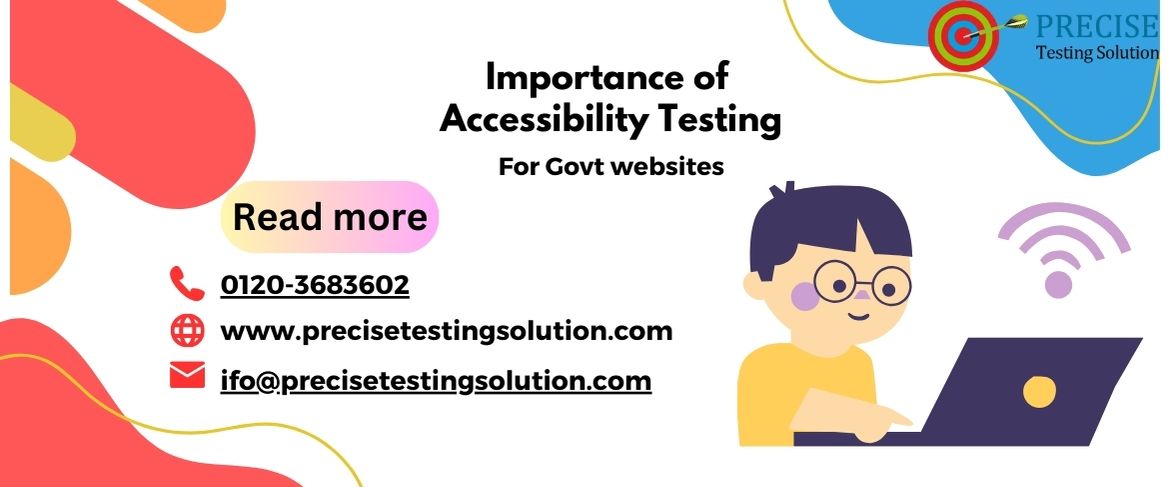 PRECISE
Testing Solution
Importance of
Accessibility Testing
For Govt websites
Read more
0120-3683602
www.precisetestingsolution.com
ifo@precisetestingsolution.com